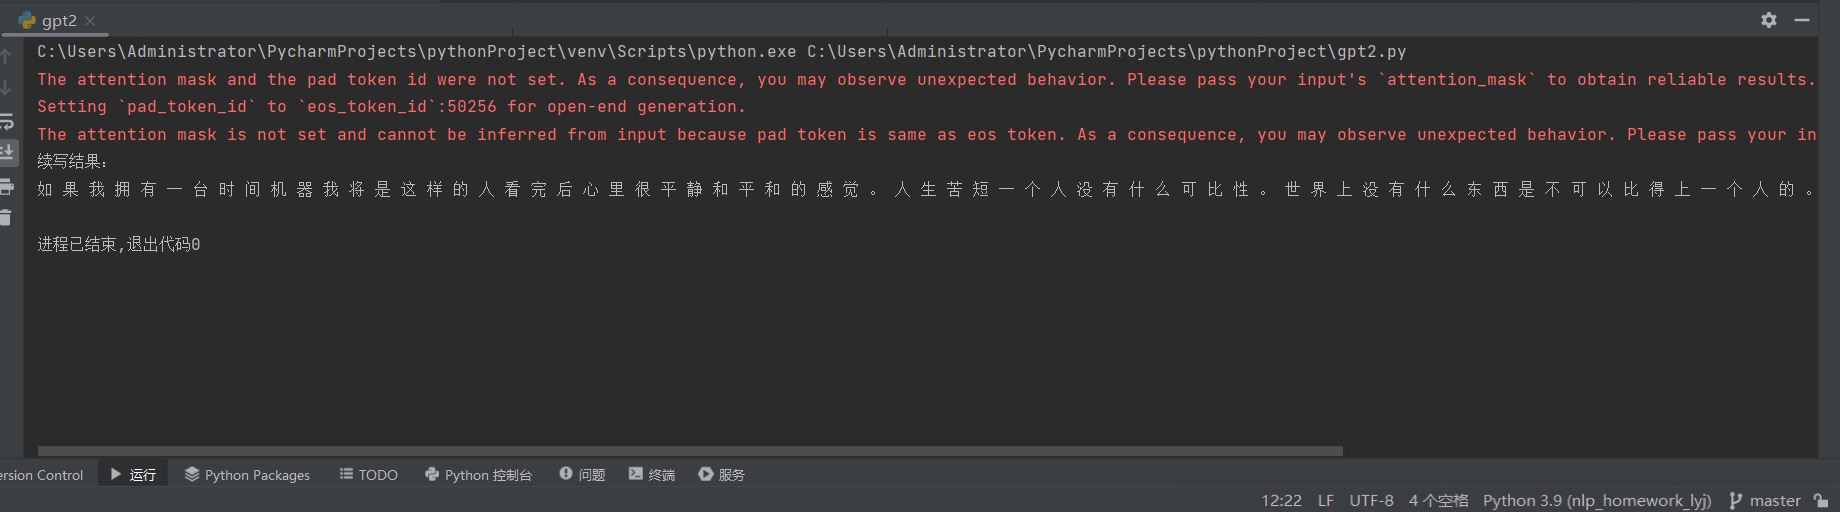 gpt2
C:\Users\Administrator\PycharmProjects\pythonProject\venv\Scripts\python.exe C:\Users\Administrator\PycharmProjects\pythonProject\gpt2.py
The attention mask and the pad token id were not set. As a consequence, you may observe unexpected behavior. Please pass your input's `attention_mask` to obtain reliable results.
Setting `pad_token_id` to `eos_token_id`:50256 for open-end generation.
The attention mask is not set and cannot be inferred from input because pad token is same as eos token. As a consequence, you may observe unexpected behavior. Please pass your in
续写结果:
如 果 我 拥 有 一 台 时 间 机 器 我 将 是 这 样 的 人 看 完 后 心 里 很 平 静 和 平 和 的 感 觉 。 人 生 苦 短 一 个 人 没 有 什 么 可 比 性 。 世 界 上 没 有 什 么 东 西 是 不 可 以 比 得 上 一 个 人 的 。
进程已结束,退出代码0
ersion Control 运行 Python Packages TODO Python 控制台 问题 终端 服务
12:22 LF UTF-8 4 个空格 Python 3.9 (nlp_homework_lyj) master